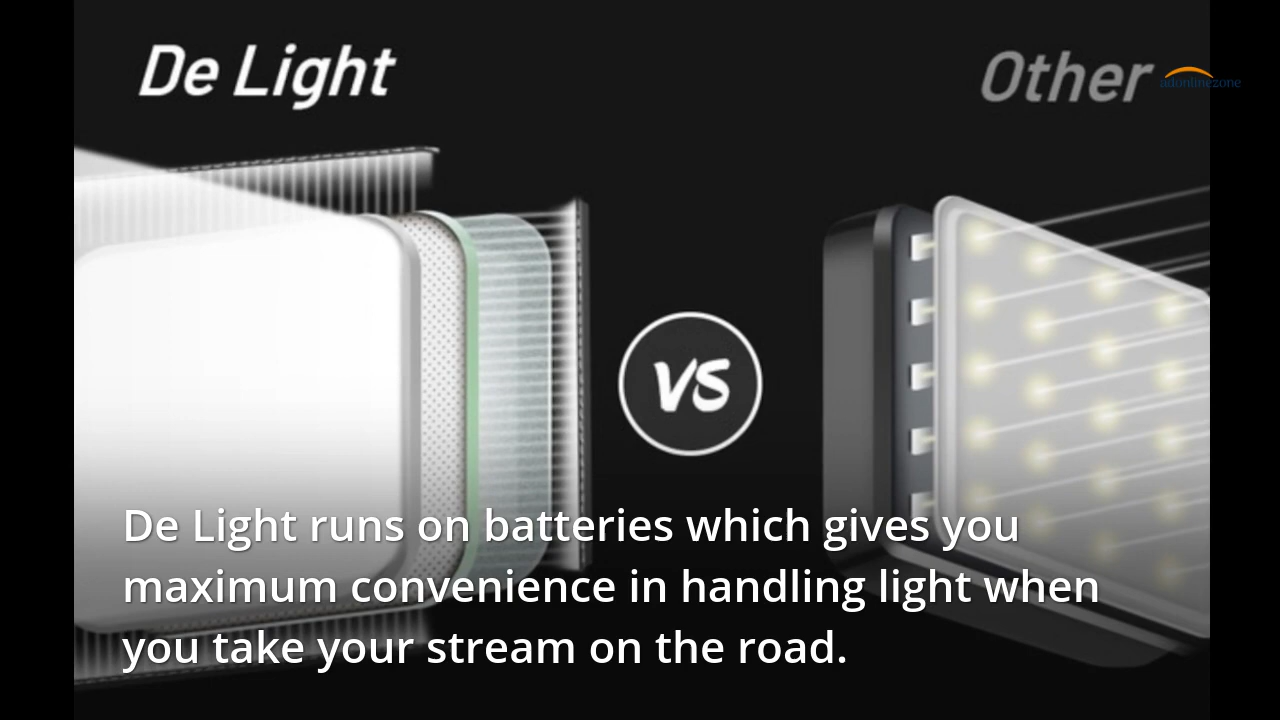 De Light
Other
adonlinezone
VS
De Light runs on batteries which gives you
maximum convenience in handling light when
you take your stream on the road.